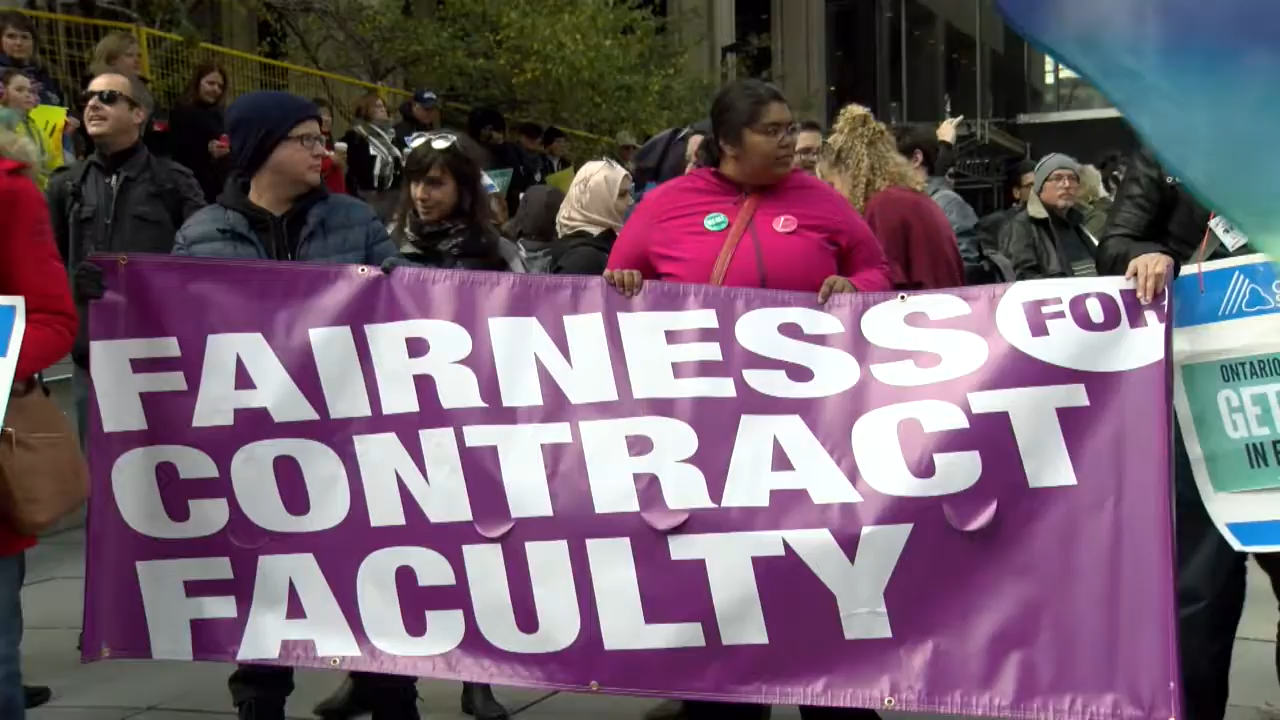 FAIRNESS FOR
CONTRACT
FACULTY
ONTARIO
GET
IN